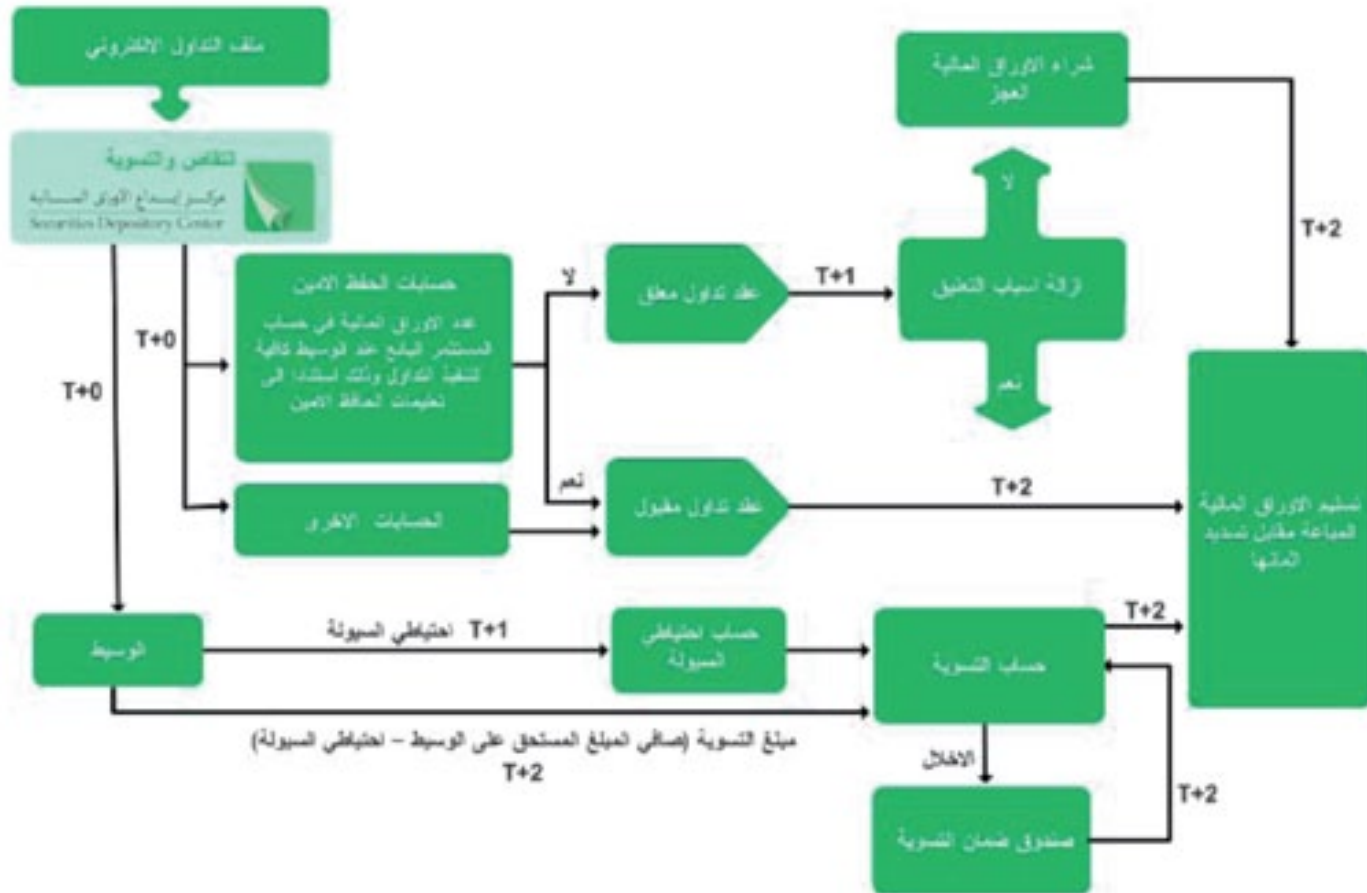 ملف التداول الالكتروني
التقاص والتسوية
مركز إيداع الأوراق المالية
Securities Depository Center
T+0
T+0
حسابات الحفظ الامين
عدد الاوراق المالية في حساب
المستثمر البائع عند الوسيط كافية
لتنفيذ التداول وذلك استنادا الى
تعليمات الحافظ الامين
الحسابات الاخرى
لا
نعم
عقد تداول معلق
عقد تداول مقبول
T+1
ازالة اسباب التعليق
لا
نعم
شراء الاوراق المالية
العجز
T+2
T+2
تسليم الاوراق المالية
المباعة مقابل تسديد
اثمانها
الوسيط
احتياطي السيولة T+1
حساب احتياطي
السيولة
حساب التسوية
T+2
مبلغ التسوية (صافي المبلغ المستحق على الوسيط – احتياطي السيولة)
T+2
الاخلال
صندوق ضمان التسوية
T+2